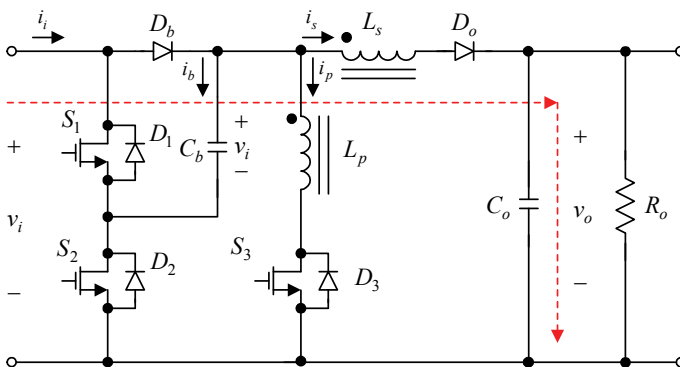 i_i D_b i_s L_s D_o
i_b i_p
S_1 D_1 C_b + v_i − L_p
+ v_i − C_o + v_o − R_o
S_2 D_2 S_3 D_3